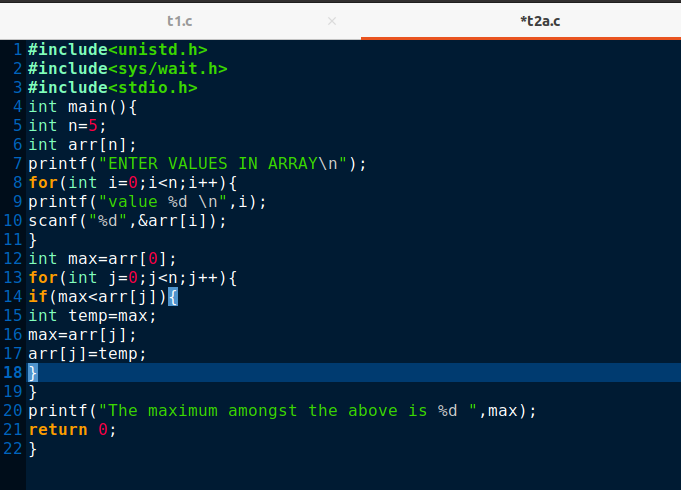 t1.c × *t2a.c
1 #include<unistd.h>
2 #include<sys/wait.h>
3 #include<stdio.h>
4 int main(){
5 int n=5;
6 int arr[n];
7 printf("ENTER VALUES IN ARRAY\n");
8 for(int i=0;i<n;i++){
9 printf("value %d \n",i);
10 scanf("%d",&arr[i]);
11 }
12 int max=arr[0];
13 for(int j=0;j<n;j++){
14 if(max<arr[j]){
15 int temp=max;
16 max=arr[j];
17 arr[j]=temp;
18 }
19 }
20 printf("The maximum amongst the above is %d ",max);
21 return 0;
22 }